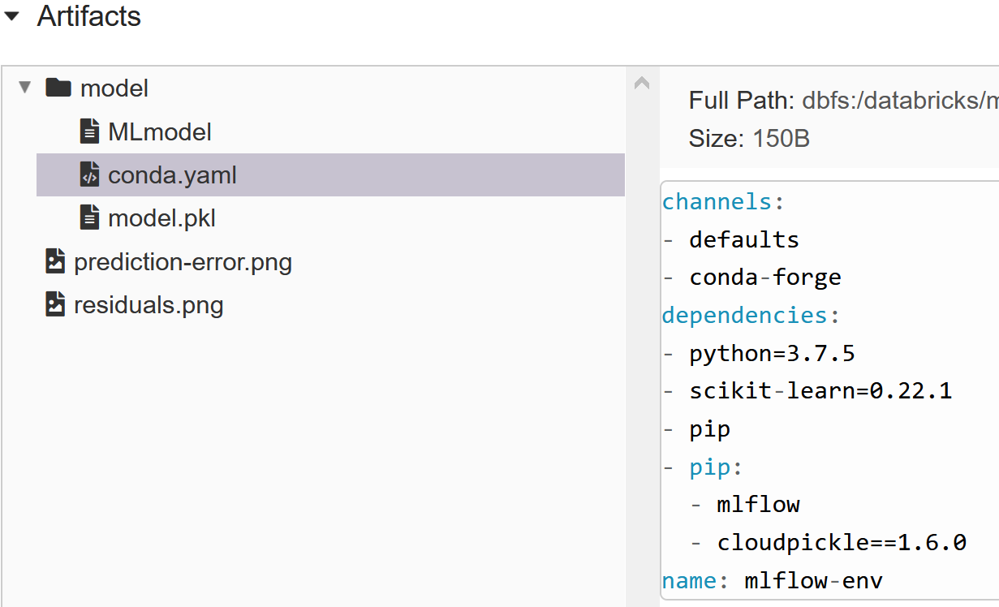 Artifacts
model
MLmodel
conda.yaml
model.pkl
prediction-error.png
residuals.png
Full Path: dbfs:/databricks/
Size: 150B
channels:
- defaults
- conda-forge
dependencies:
- python=3.7.5
- scikit-learn=0.22.1
- pip
- pip:
  - mlflow
  - cloudpickle==1.6.0
name: mlflow-env